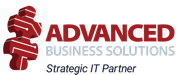 ADVANCED
BUSINESS SOLUTIONS
Strategic IT Partner